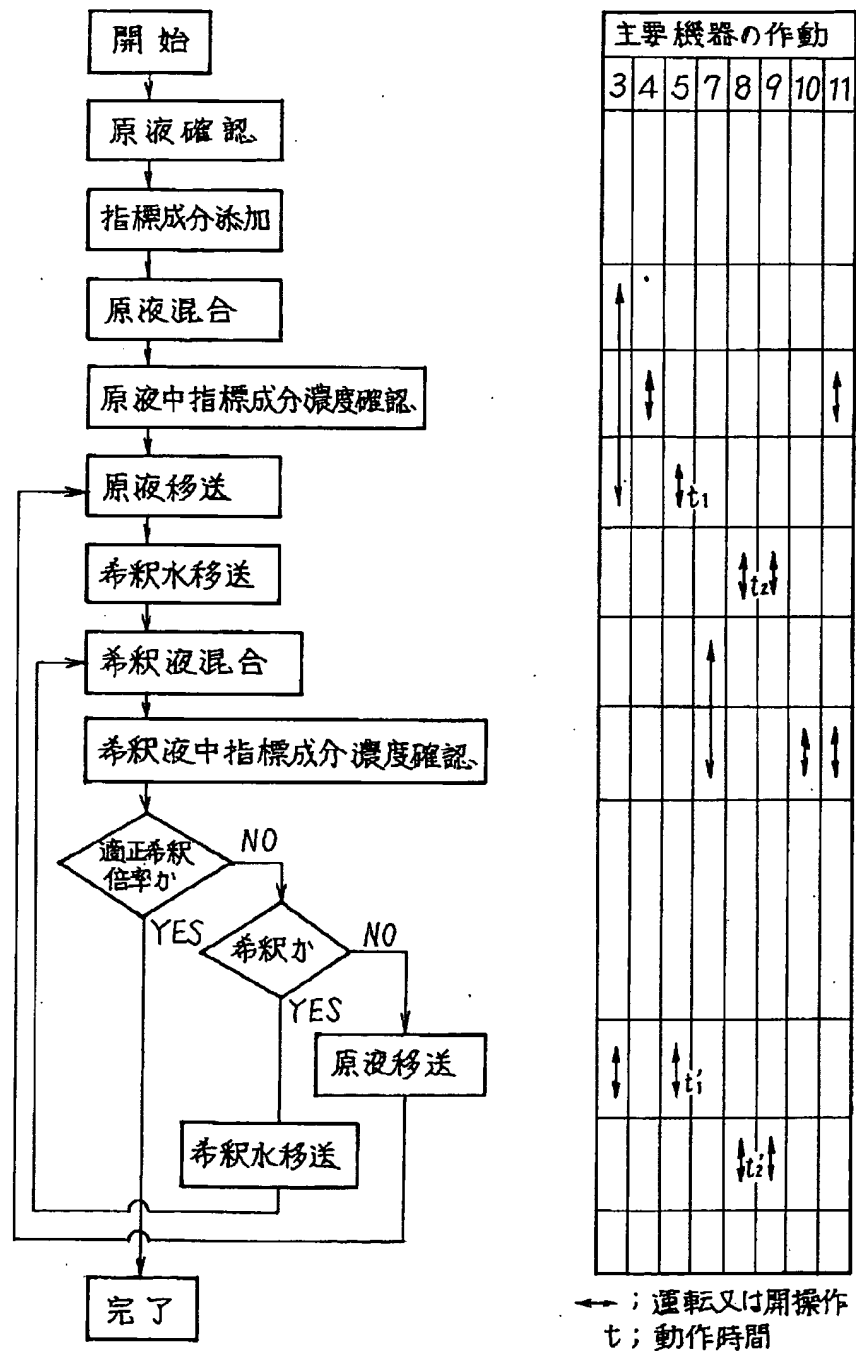 開始
原液確認
指標成分添加
原液混合
原液中指標成分濃度確認
原液移送
希釈水移送
希釈液混合
希釈液中指標成分濃度確認
適正希釈
倍率か
NO
YES
希釈か
NO
YES
原液移送
希釈水移送
完了
主要機器の作動
3 4 5 7 8 9 10 11
t1
t2
t'1
t'2
↔ ; 運転又は開操作
t ; 動作時間